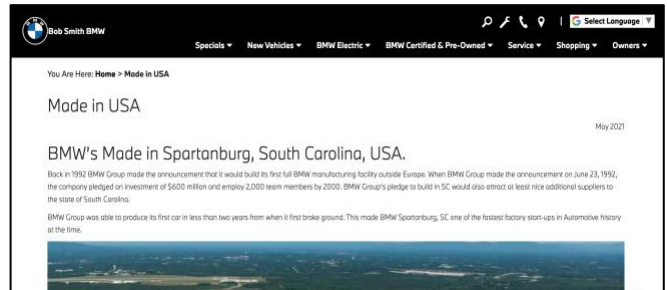 Bob Smith BMW
Select Language ▼
Specials ▼ New Vehicles ▼ BMW Electric ▼ BMW Certified & Pre-Owned ▼ Service ▼ Shopping ▼ Owners ▼
You Are Here: Home > Made in USA
Made in USA
May 2021
BMW's Made in Spartanburg, South Carolina, USA.
Back in 1992 BMW Group made the announcement that it would build its first full BMW manufacturing facility outside Europe. When BMW Group made the announcement on June 23, 1992,
the company pledged an investment of $600 million and employ 2,000 team members by 2000. BMW Group's pledge to build in SC would also attract at least nice additional suppliers to
the state of South Carolina.
BMW Group was able to produce its first car in less than two years from when it first broke ground. This made BMW Spartanburg, SC one of the fastest factory start-ups in Automotive history
at the time.